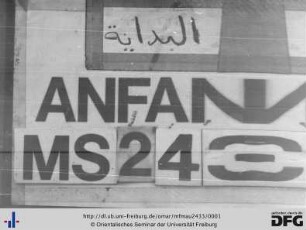 البداية
ANFAN
MS 243
http://dl.ub.uni-freiburg.de/omar/mfmau2433/0001
© Orientalisches Seminar der Universität Freiburg
DFG